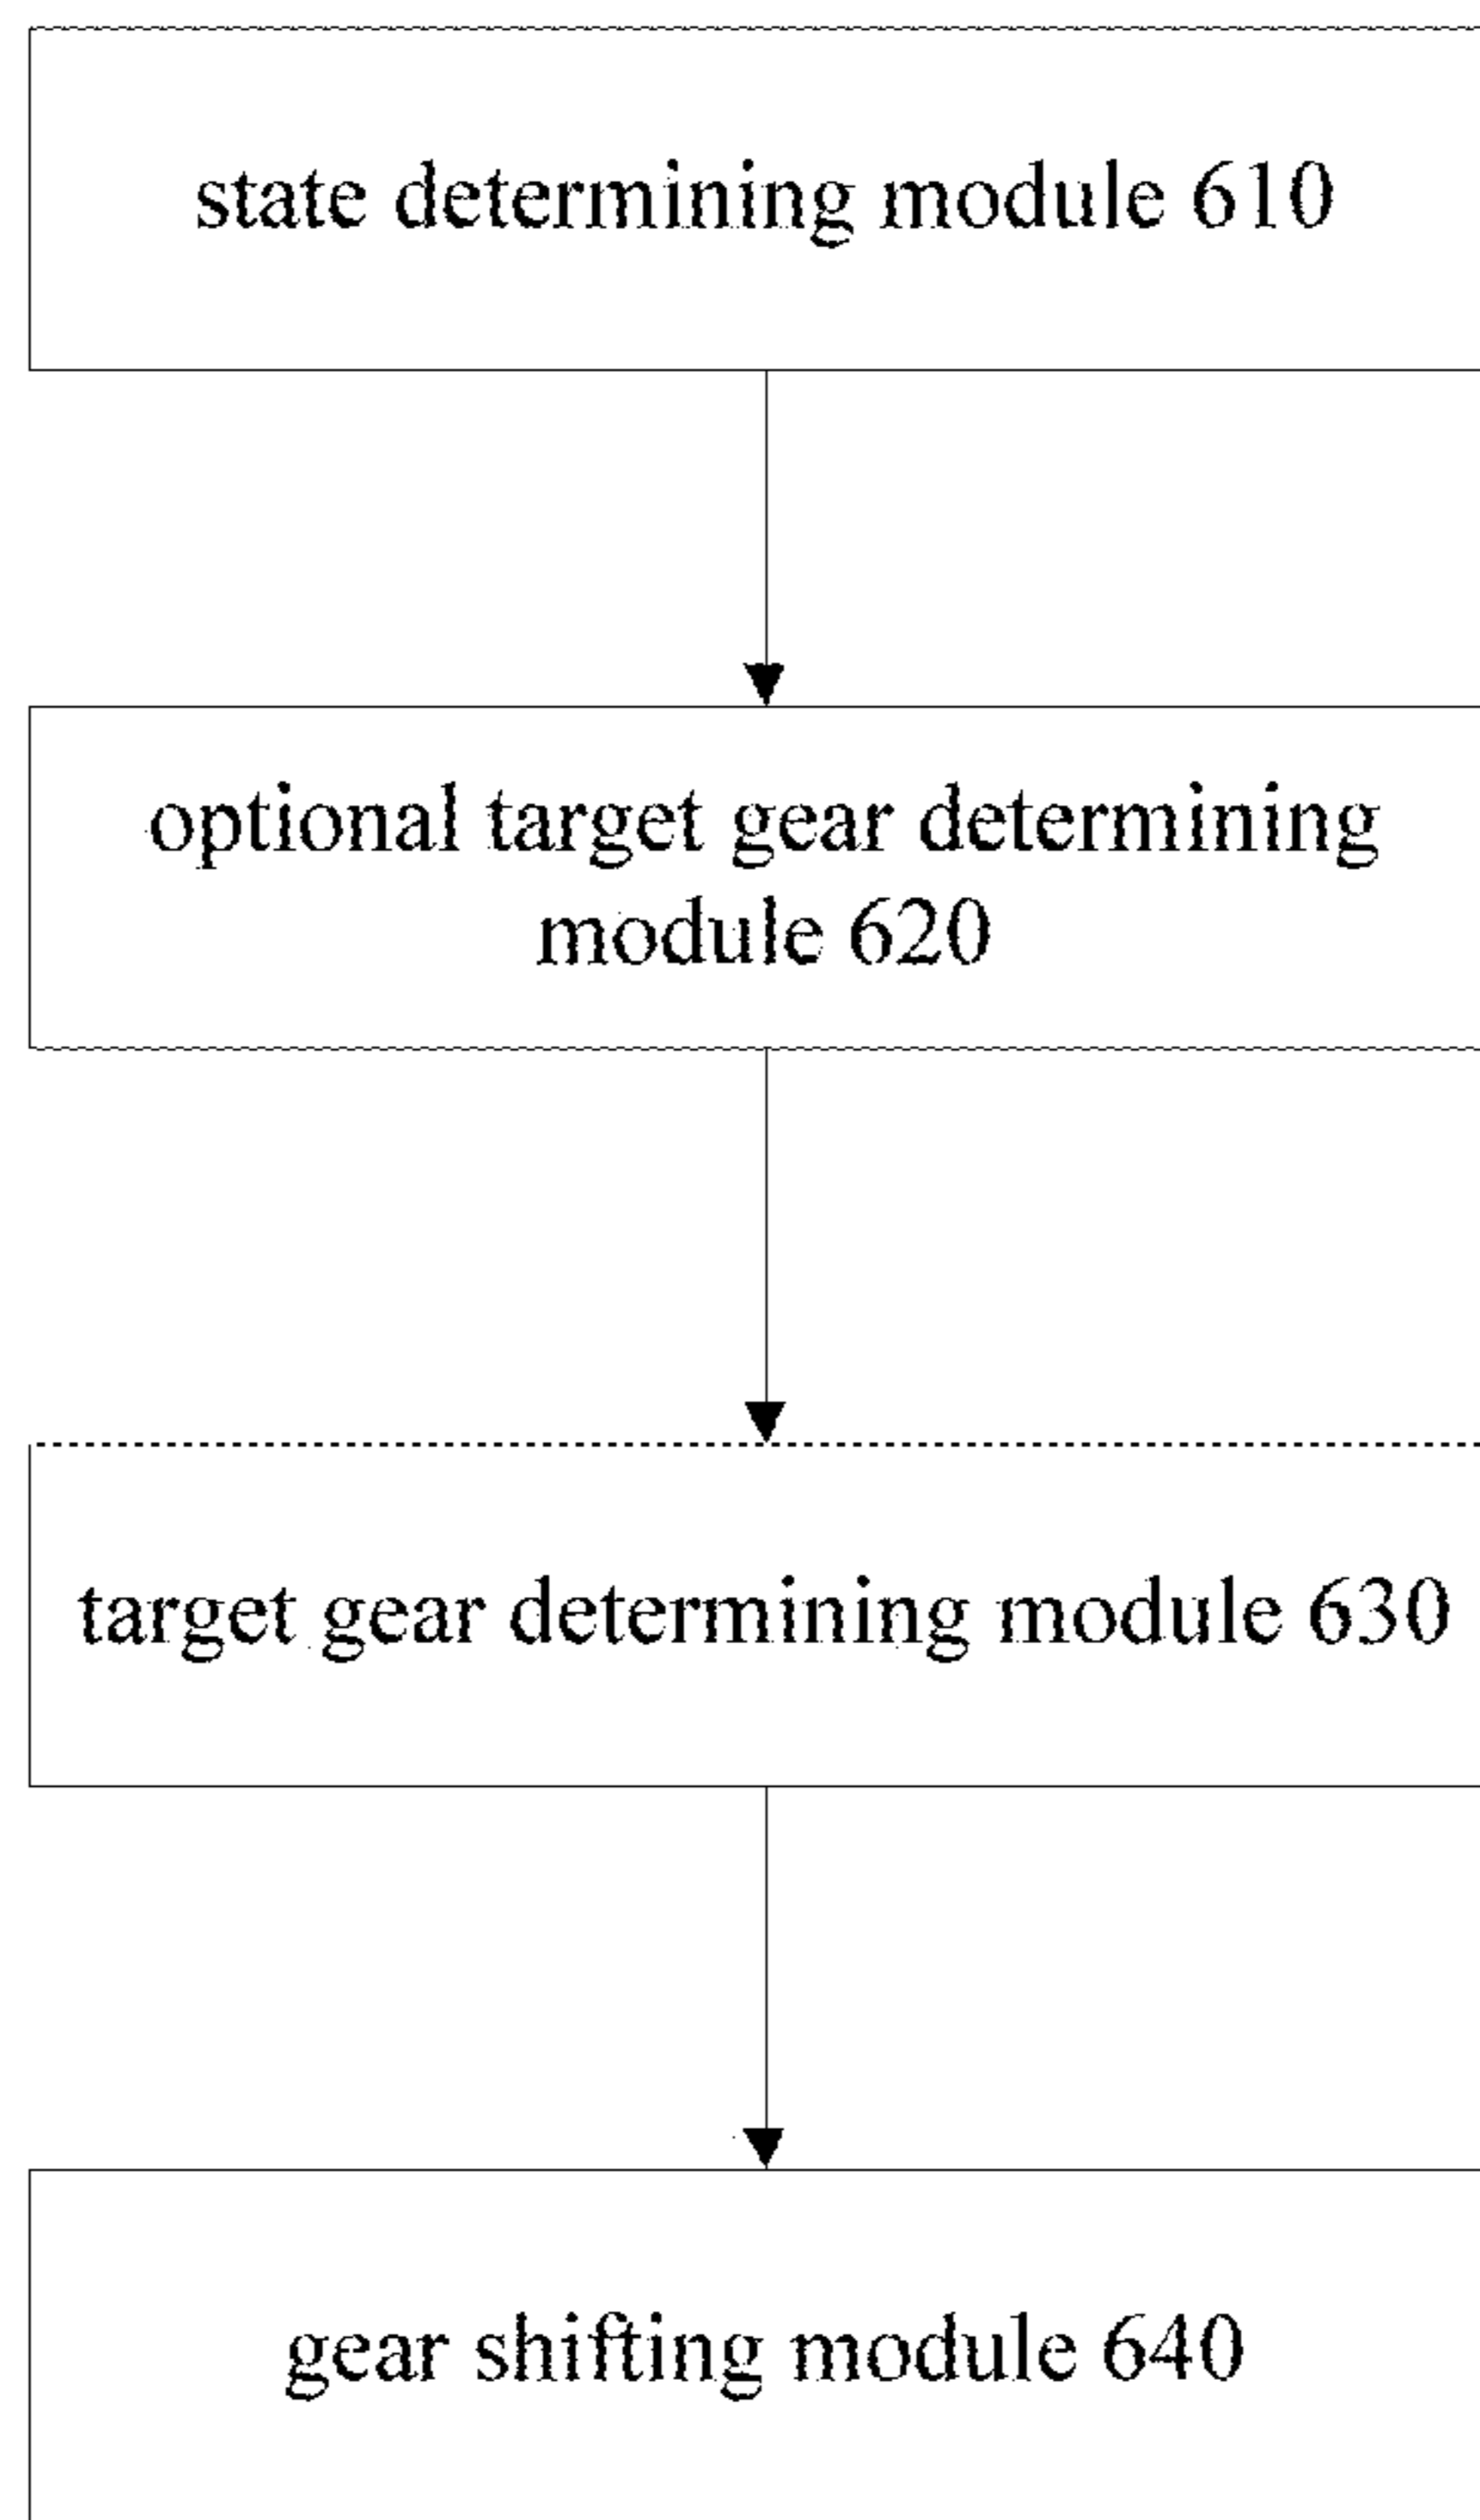 state determining module 610
optional target gear determining
module 620
target gear determining module 630
gear shifting module 640